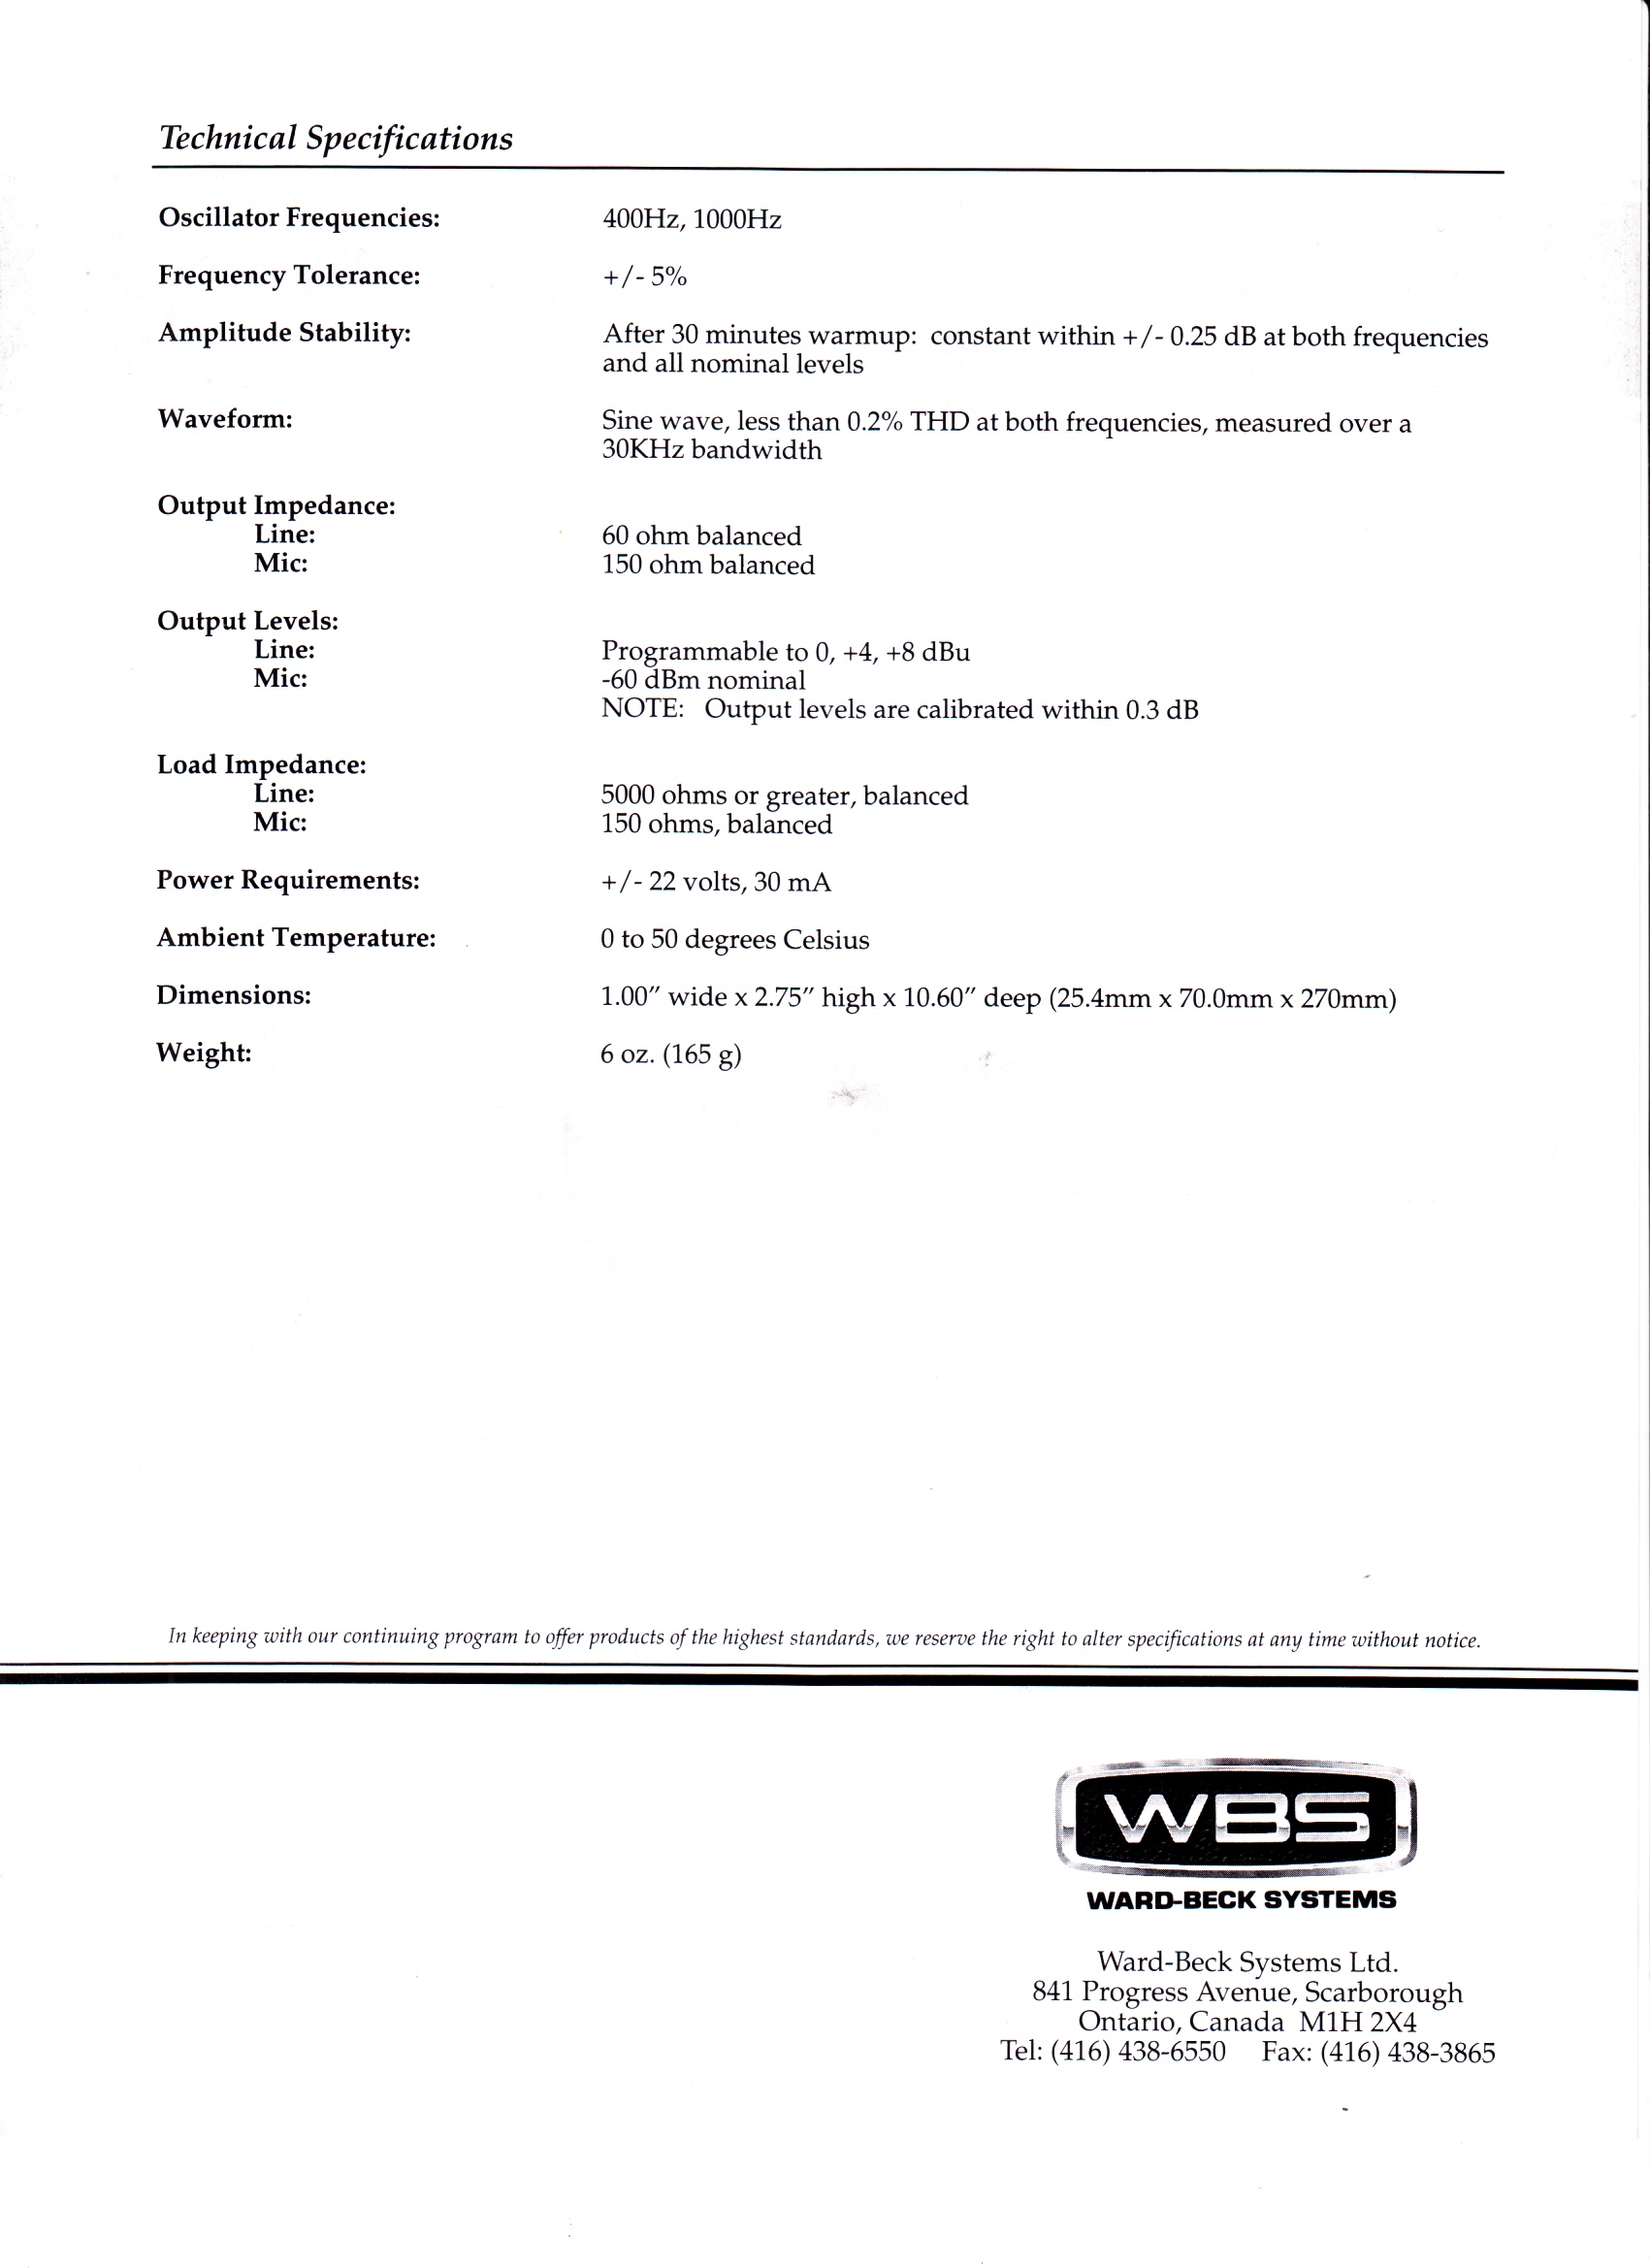 Technical Specifications
Oscillator Frequencies: 400Hz, 1000Hz
Frequency Tolerance: +/- 5%
Amplitude Stability: After 30 minutes warmup: constant within +/- 0.25 dB at both frequencies
and all nominal levels
Waveform: Sine wave, less than 0.2% THD at both frequencies, measured over a
30KHz bandwidth
Output Impedance:
Line: 60 ohm balanced
Mic: 150 ohm balanced
Output Levels:
Line: Programmable to 0, +4, +8 dBu
Mic: -60 dBm nominal
NOTE: Output levels are calibrated within 0.3 dB
Load Impedance:
Line: 5000 ohms or greater, balanced
Mic: 150 ohms, balanced
Power Requirements: +/- 22 volts, 30 mA
Ambient Temperature: 0 to 50 degrees Celsius
Dimensions: 1.00″ wide x 2.75″ high x 10.60″ deep (25.4mm x 70.0mm x 270mm)
Weight: 6 oz. (165 g)
In keeping with our continuing program to offer products of the highest standards, we reserve the right to alter specifications at any time without notice.
WBS
WARD-BECK SYSTEMS
Ward-Beck Systems Ltd.
841 Progress Avenue, Scarborough
Ontario, Canada M1H 2X4
Tel: (416) 438-6550 Fax: (416) 438-3865